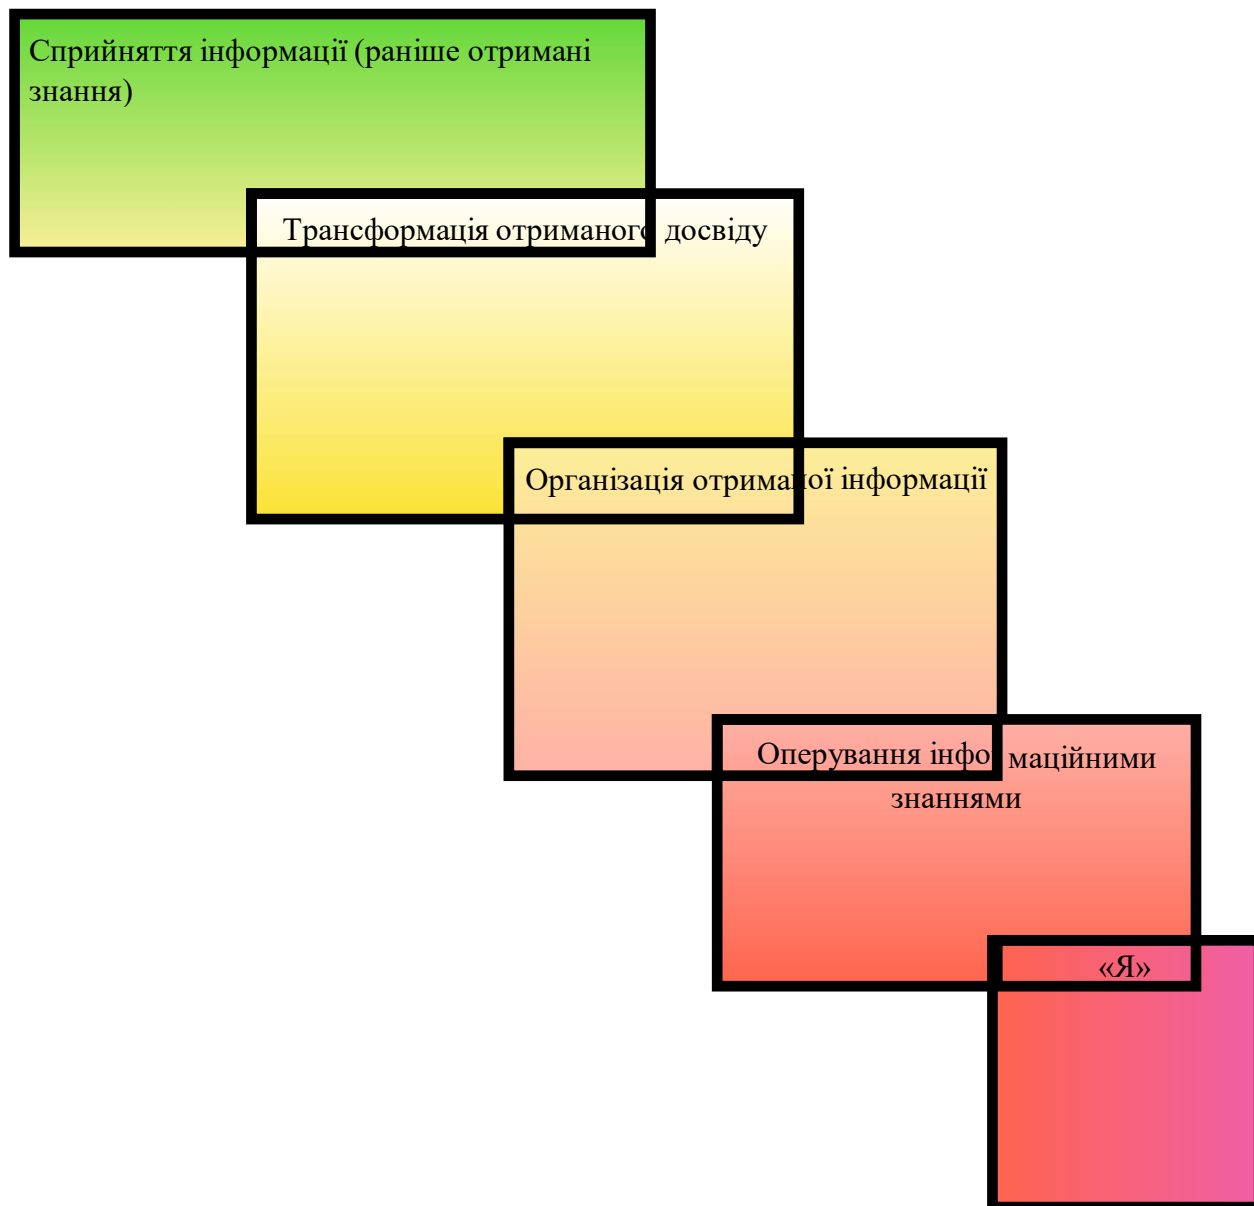 Сприйняття інформації (раніше отримані
знання)
Трансформація отриманого досвіду
Організація отриманої інформації
Оперування інформаційними
знаннями
«Я»